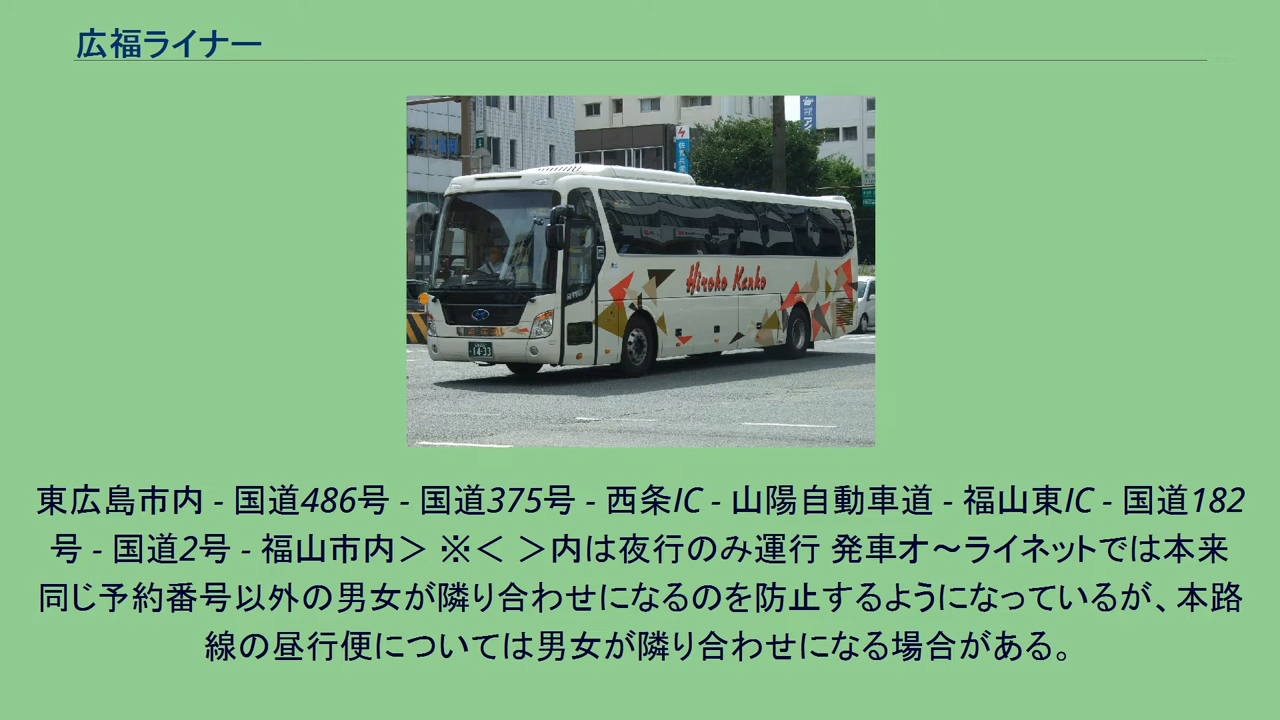 広福ライナー
Hiroko Kanko
・14-33
東広島市内 - 国道486号 - 国道375号 - 西条IC - 山陽自動車道 - 福山東IC - 国道182
号 - 国道2号 - 福山市内＞ ※＜ ＞内は夜行のみ運行 発車オ～ライネットでは本来
同じ予約番号以外の男女が隣り合わせになるのを防止するようになっているが、本路
線の昼行便については男女が隣り合わせになる場合がある。